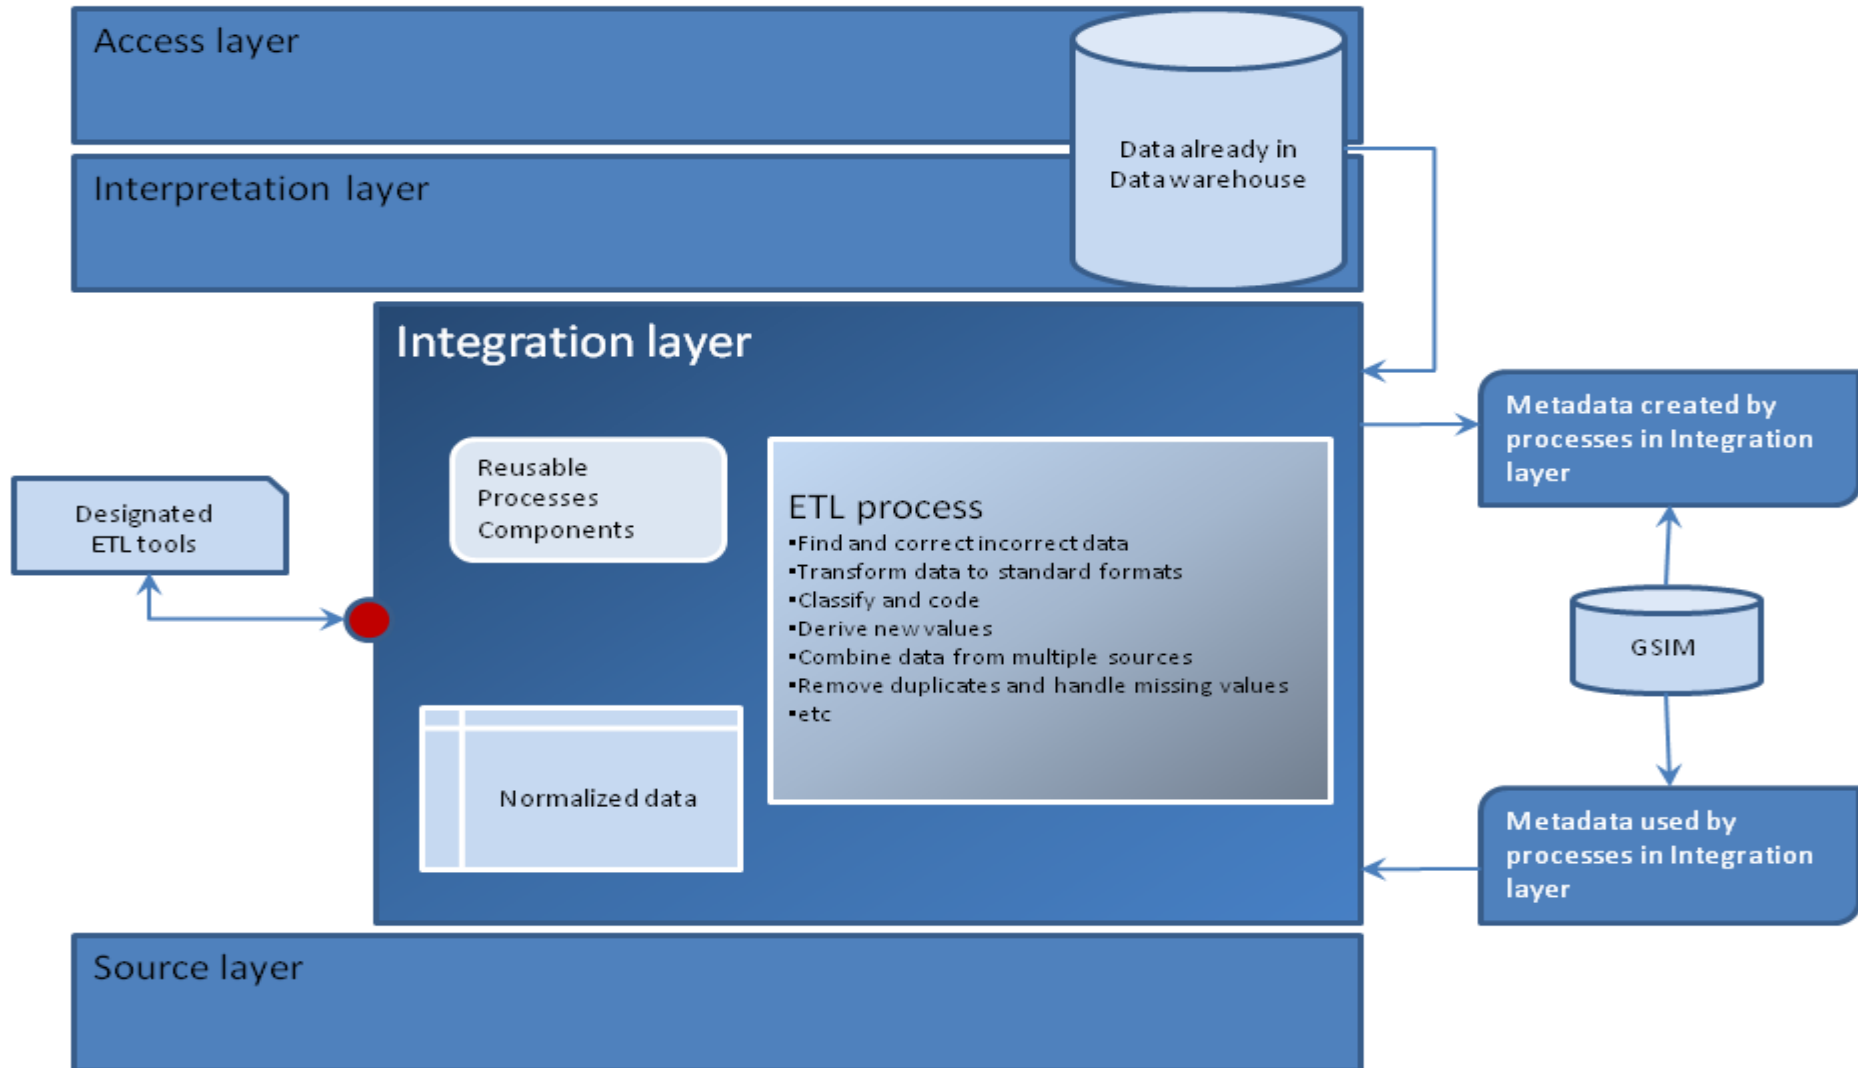 Access layer
Data already in
Data warehouse
Interpretation layer
Integration layer
Metadata created by
processes in Integration
layer
Reusable
Processes
Components
Designated
ETL tools
ETL process
▪Find and correct incorrect data
▪Transform data to standard formats
▪Classify and code
▪Derive new values
▪Combine data from multiple sources
▪Remove duplicates and handle missing values
▪etc
GSIM
Normalized data
Metadata used by
processes in Integration
layer
Source layer